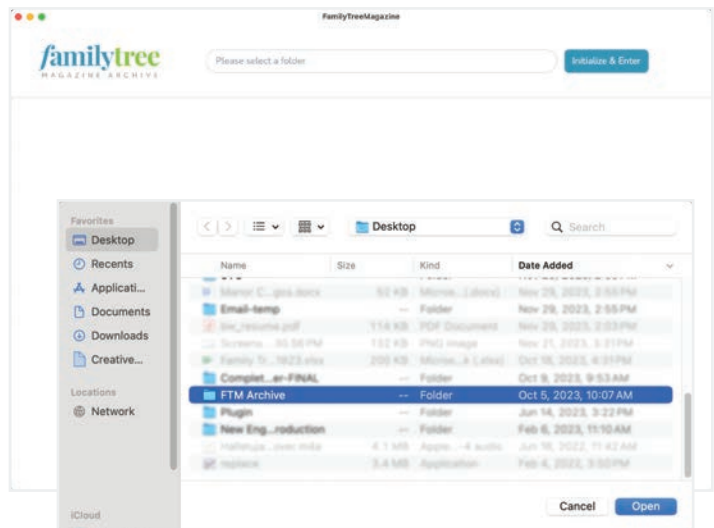 FamilyTreeMagazine
familytree
MAGAZINE ARCHIVE
Please select a folder
Initialize & Enter
Favorites
Desktop
Recents
Applicati...
Documents
Downloads
Creative...
Locations
Network
iCloud
Desktop
Search
Name Size Kind Date Added
Email-temp -- Folder Nov 29, 2023, 2:55 PM
Complet...er-FINAL -- Folder Oct 9, 2023, 9:53 AM
FTM Archive -- Folder Oct 5, 2023, 10:07 AM
Plugin -- Folder Jun 14, 2023, 3:22 PM
New Eng...roduction -- Folder Feb 6, 2023, 11:10 AM
Cancel Open